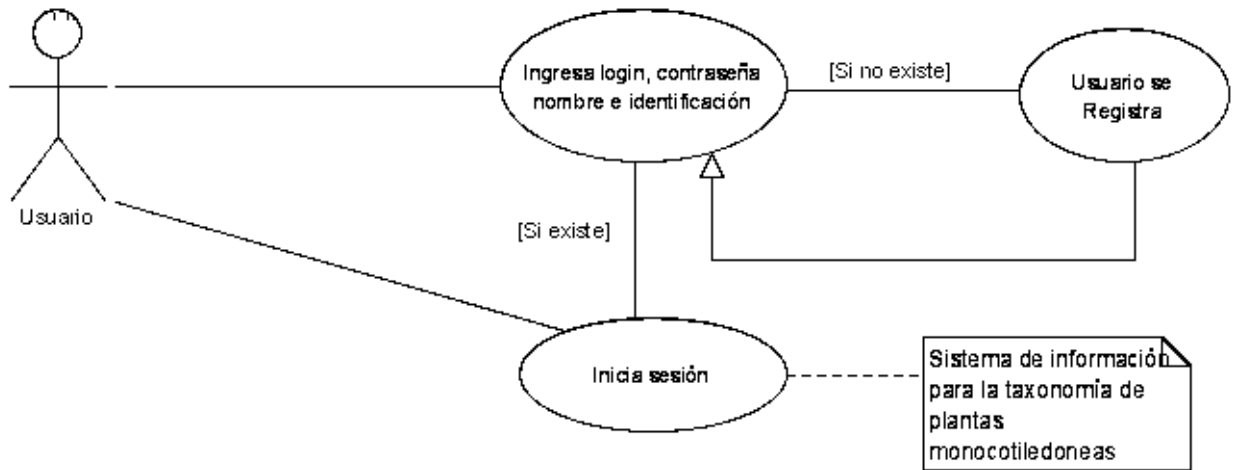 Ingresa login, contraseña
nombre e identificación
[Si no existe]
Usuario se
Registra
Usuario
[Si existe]
Inicia sesión
Sistema de información
para la taxonomía de
plantas
monocotiledoneas